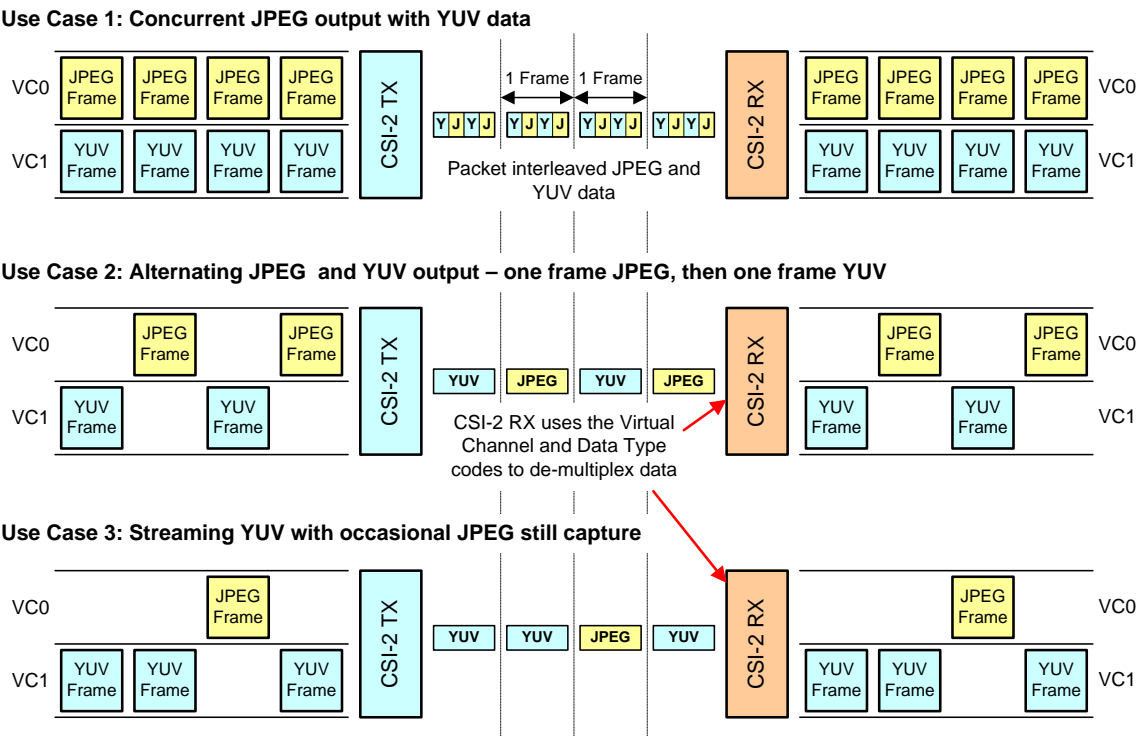 Use Case 1: Concurrent JPEG output with YUV data
VC0
JPEG
Frame
JPEG
Frame
JPEG
Frame
JPEG
Frame
VC1
YUV
Frame
YUV
Frame
YUV
Frame
YUV
Frame
CSI-2 TX
1 Frame
1 Frame
Y J Y J
Y J Y J
Y J Y J
Y J Y J
Packet interleaved JPEG and
YUV data
CSI-2 RX
JPEG
Frame
JPEG
Frame
JPEG
Frame
JPEG
Frame
VC0
YUV
Frame
YUV
Frame
YUV
Frame
YUV
Frame
VC1
Use Case 2: Alternating JPEG and YUV output – one frame JPEG, then one frame YUV
VC0
JPEG
Frame
JPEG
Frame
VC1
YUV
Frame
YUV
Frame
CSI-2 TX
YUV
JPEG
YUV
JPEG
CSI-2 RX uses the Virtual
Channel and Data Type
codes to de-multiplex data
CSI-2 RX
JPEG
Frame
JPEG
Frame
VC0
YUV
Frame
YUV
Frame
VC1
Use Case 3: Streaming YUV with occasional JPEG still capture
VC0
JPEG
Frame
VC1
YUV
Frame
YUV
Frame
YUV
Frame
CSI-2 TX
YUV
YUV
JPEG
YUV
CSI-2 RX
JPEG
Frame
VC0
YUV
Frame
YUV
Frame
YUV
Frame
VC1